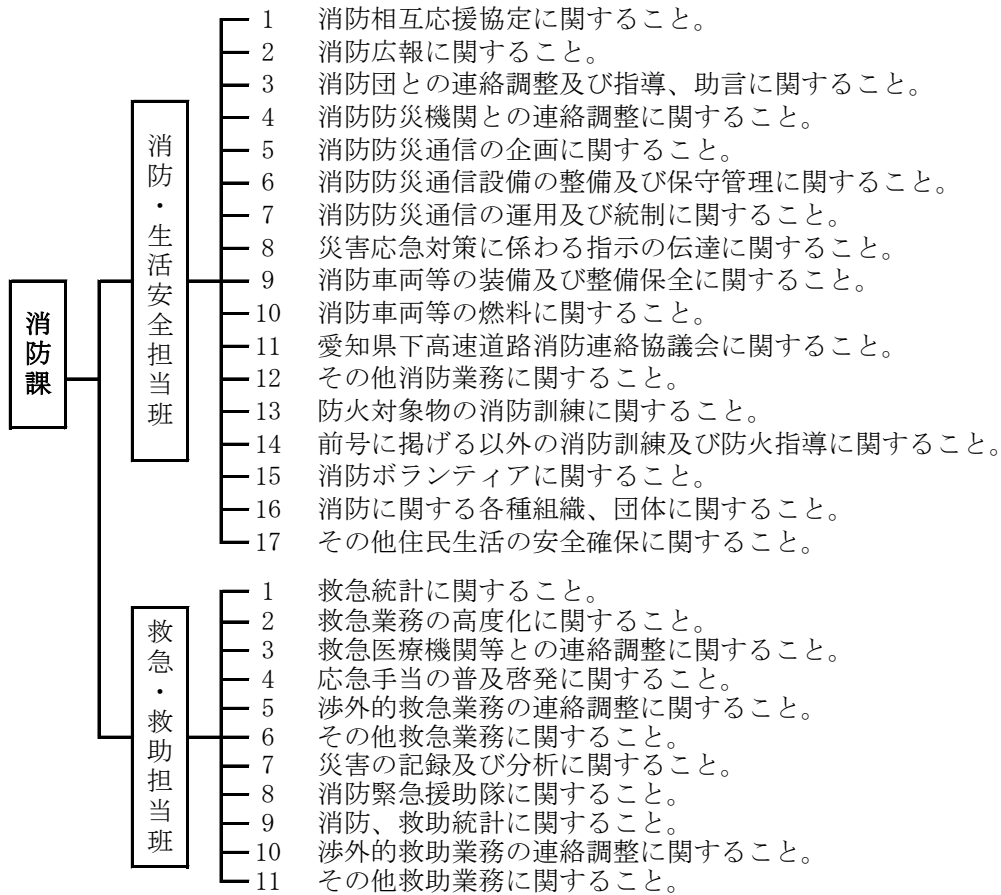 消防課
消防・生活安全担当班
1 消防相互応援協定に関すること。
2 消防広報に関すること。
3 消防団との連絡調整及び指導、助言に関すること。
4 消防防災機関との連絡調整に関すること。
5 消防防災通信の企画に関すること。
6 消防防災通信設備の整備及び保守管理に関すること。
7 消防防災通信の運用及び統制に関すること。
8 災害応急対策に係わる指示の伝達に関すること。
9 消防車両等の装備及び整備保全に関すること。
10 消防車両等の燃料に関すること。
11 愛知県下高速道路消防連絡協議会に関すること。
12 その他消防業務に関すること。
13 防火対象物の消防訓練に関すること。
14 前号に掲げる以外の消防訓練及び防火指導に関すること。
15 消防ボランティアに関すること。
16 消防に関する各種組織、団体に関すること。
17 その他住民生活の安全確保に関すること。
救急・救助担当班
1 救急統計に関すること。
2 救急業務の高度化に関すること。
3 救急医療機関等との連絡調整に関すること。
4 応急手当の普及啓発に関すること。
5 渉外的救急業務の連絡調整に関すること。
6 その他救急業務に関すること。
7 災害の記録及び分析に関すること。
8 消防緊急援助隊に関すること。
9 消防、救助統計に関すること。
10 渉外的救助業務の連絡調整に関すること。
11 その他救助業務に関すること。